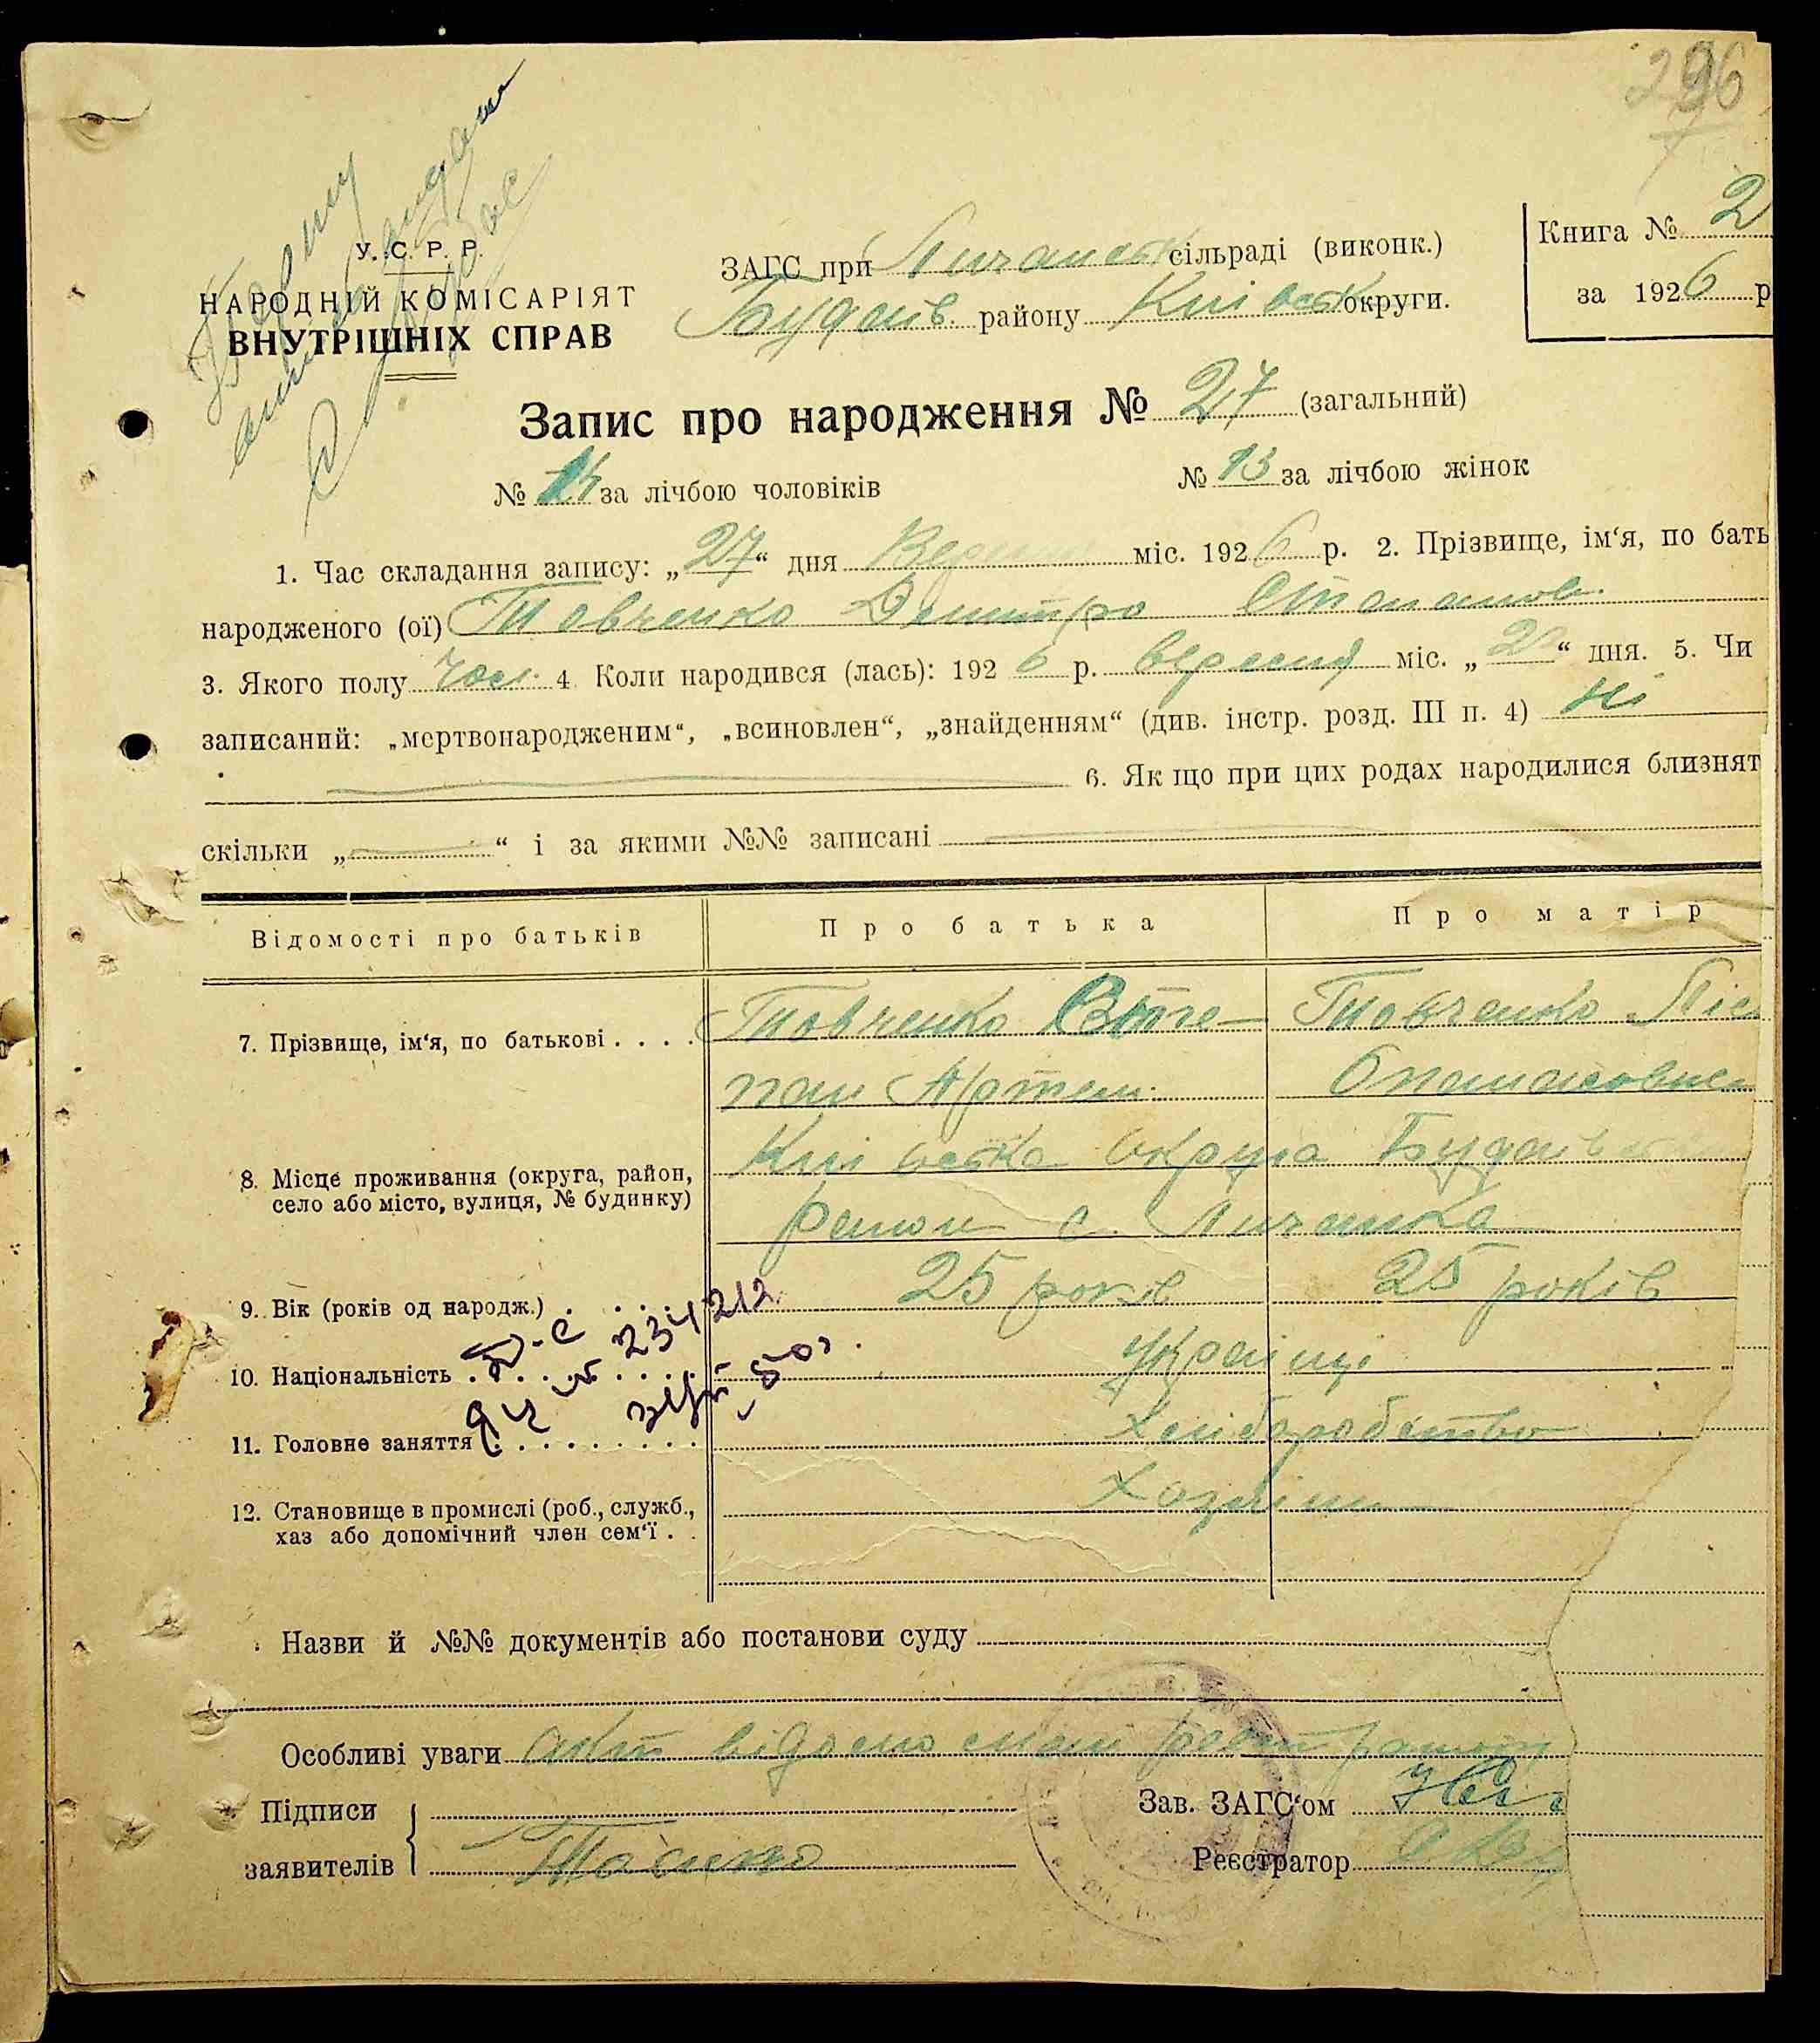 296
У. С. Р. Р.
НАРОДНІЙ КОМІСАРІЯТ
ВНУТРІШНІХ СПРАВ
ЗАГС при Личанськ сільраді (виконк.)
Будаїв. району Київськ округи.
Книга № 2
за 1926 р
Запис про народження № 27 (загальний)
№ 14 за лічбою чоловіків № 13 за лічбою жінок
1. Час складання запису: „27“ дня Вересня міс. 1926 р. 2. Прізвище, ім‘я, по бать
народженого (ої) Товченко Дмитро Степанов.
3. Якого полу чол. 4 Коли народився (лась): 1926 р. вересня міс. „20“ дня. 5. Чи
записаний: „мертвонародженим“, „всиновлен“, „знайденням“ (див. інстр. розд. III п. 4) ні
6. Як що при цих родах народилися близнят
скільки „ “ і за якими №№ записані
Відомості про батьків Про батька Про матір
7. Прізвище, ім‘я, по батькові . . . . Товченко Сте- Товченко
пан Артем. Опанасовна
8. Місце проживання (округа, район, село або місто, вулиця, № будинку) Київська округа Будаївськ
район с. Личанка
9. Вік (років од народж.) . . . . 25 років 25 років
10. Національність . . . . . . . Українці
11. Головне заняття . . . . . . . . . Хліборобство
12. Становище в промислі (роб., служб., Хозяїн
хаз або допомічний член сем‘ї . .
Назви й №№ документів або постанови суду
Особливі уваги
Підписи
заявителів
Зав. ЗАГС‘ом
Реєстратор